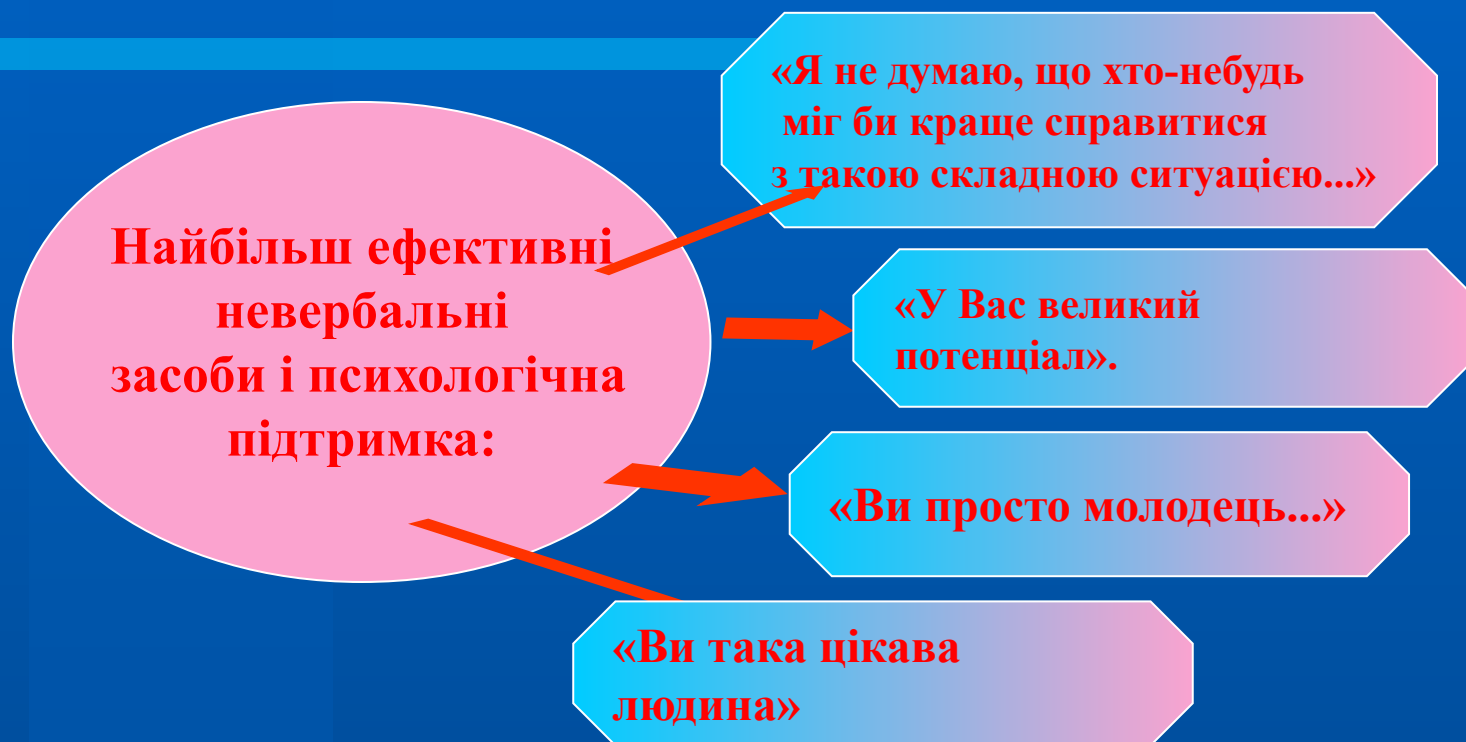 Найбільш ефективні
невербальні
засоби і психологічна
підтримка:
«Я не думаю, що хто-небудь
міг би краще справитися
з такою складною ситуацією...»
«У Вас великий
потенціал».
«Ви просто молодець...»
«Ви така цікава
людина»